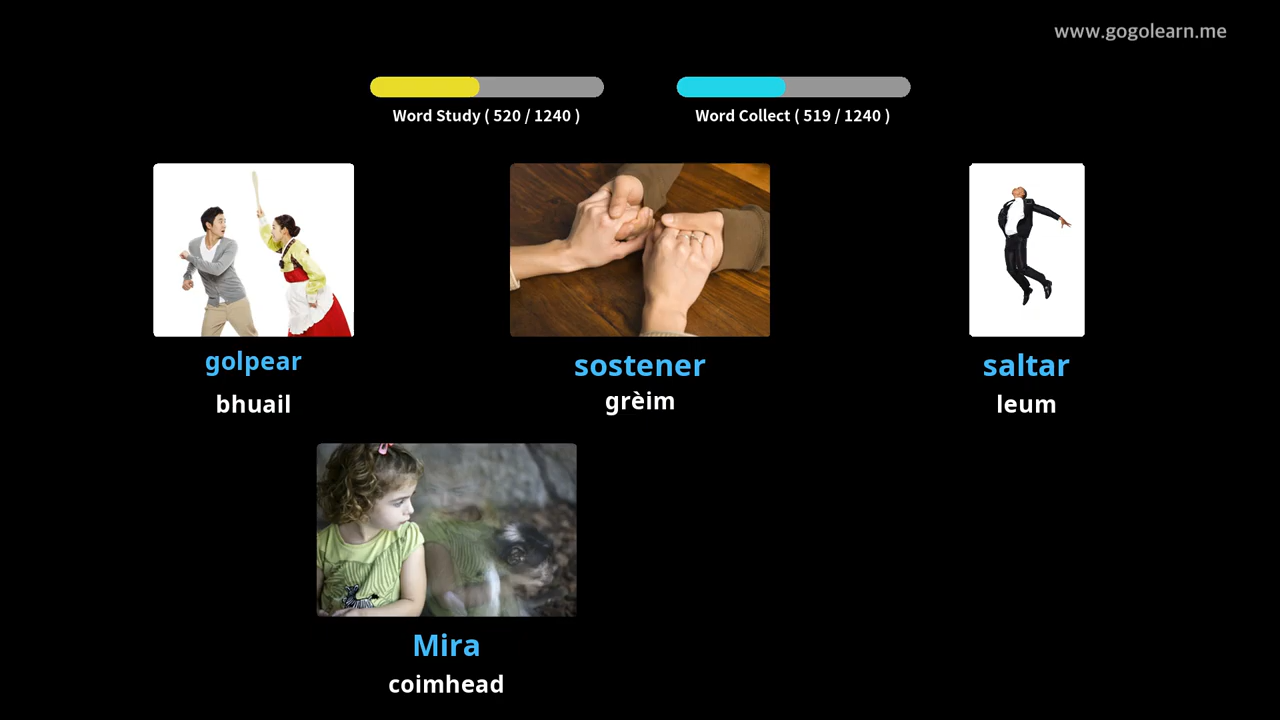 www.gogolearn.me
Word Study ( 520 / 1240 )
Word Collect ( 519 / 1240 )
golpear
sostener
saltar
bhuail
grèim
leum
Mira
coimhead